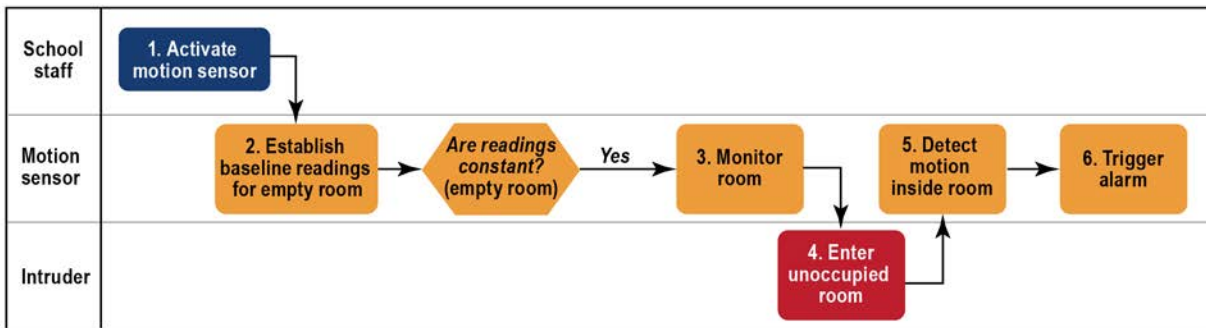 School
staff
1. Activate
motion sensor
Motion
sensor
2. Establish
baseline readings
for empty room
Are readings
constant?
(empty room)
Yes
3. Monitor
room
5. Detect
motion
inside room
6. Trigger
alarm
Intruder
4. Enter
unoccupied
room